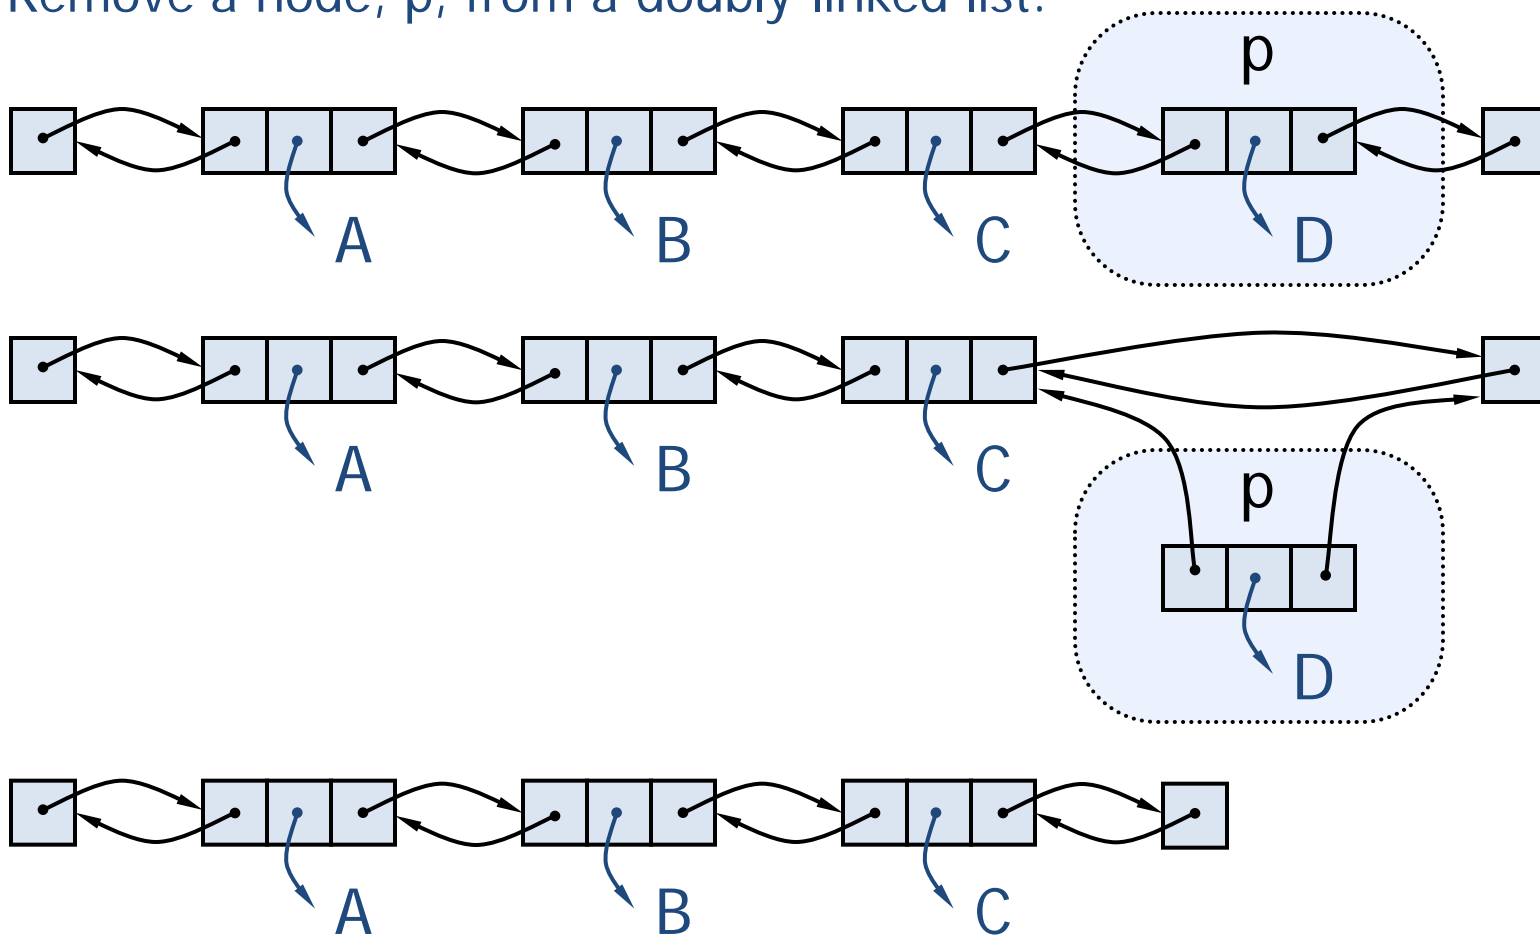 Remove a node, p, from a doubly linked list.
p
A B C D
p
A B C
D
A B C